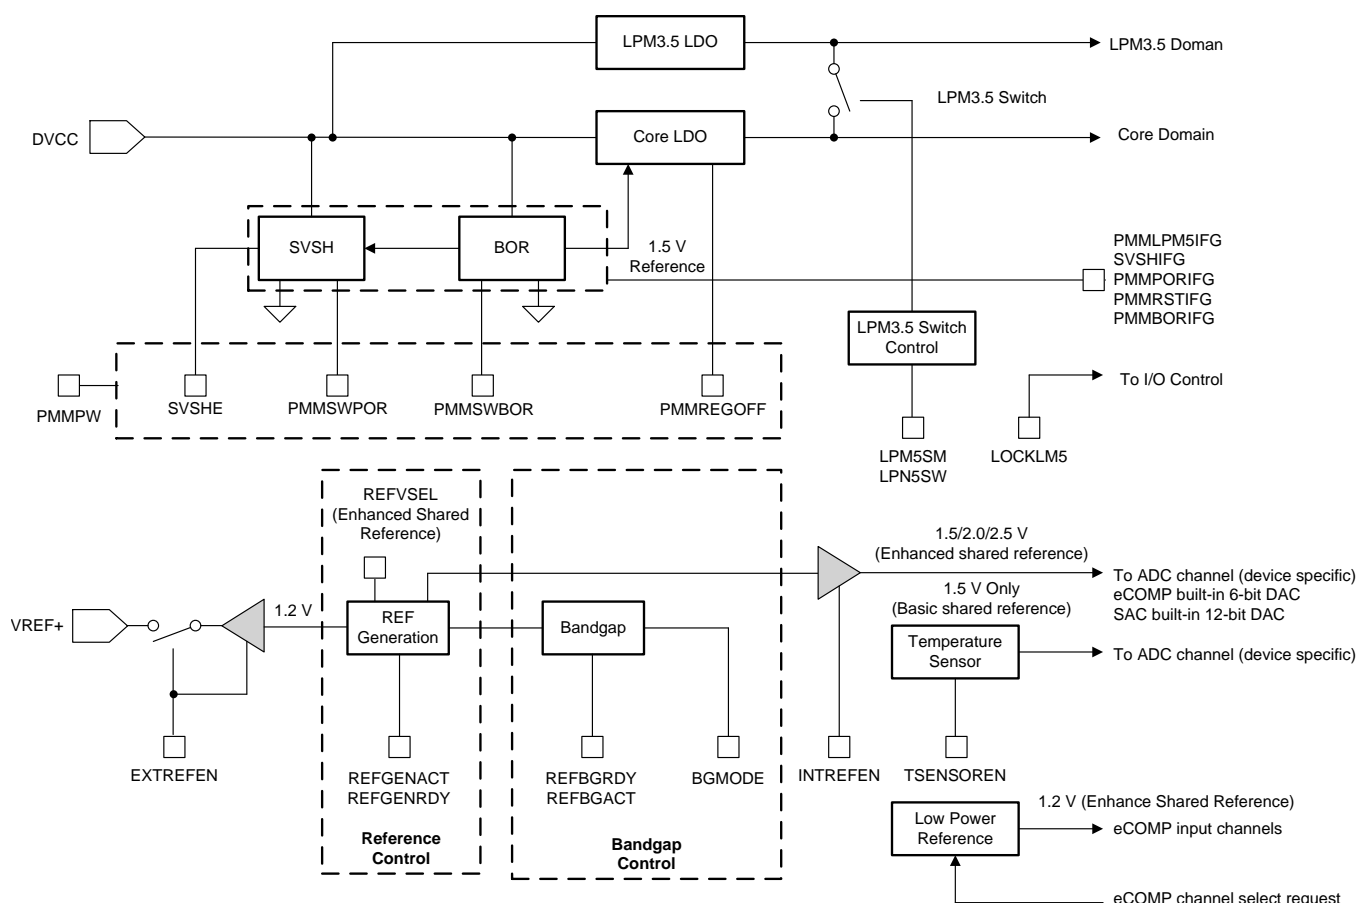 LPM3.5 LDO
LPM3.5 Doman
LPM3.5 Switch
DVCC
Core LDO
Core Domain
SVSH
BOR
1.5 V
Reference
PMMLPM5IFG
SVSHIFG
PMMPORIFG
PMMRSTIFG
PMMBORIFG
LPM3.5 Switch
Control
To I/O Control
PMMPW
SVSHE
PMMSWPOR
PMMSWBOR
PMMREGOFF
LPM5SM
LPN5SW
LOCKLM5
REFVSEL
(Enhanced Shared
Reference)
1.5/2.0/2.5 V
(Enhanced shared reference)
1.5 V Only
(Basic shared reference)
To ADC channel (device specific)
eCOMP built-in 6-bit DAC
SAC built-in 12-bit DAC
VREF+
1.2 V
REF
Generation
Bandgap
Temperature
Sensor
To ADC channel (device specific)
EXTREFEN
REFGENACT
REFGENRDY
REFBGRDY
REFBGACT
BGMODE
INTREFEN
TSENSOREN
Reference
Control
Bandgap
Control
1.2 V (Enhance Shared Reference)
Low Power
Reference
eCOMP input channels
eCOMP channel select request